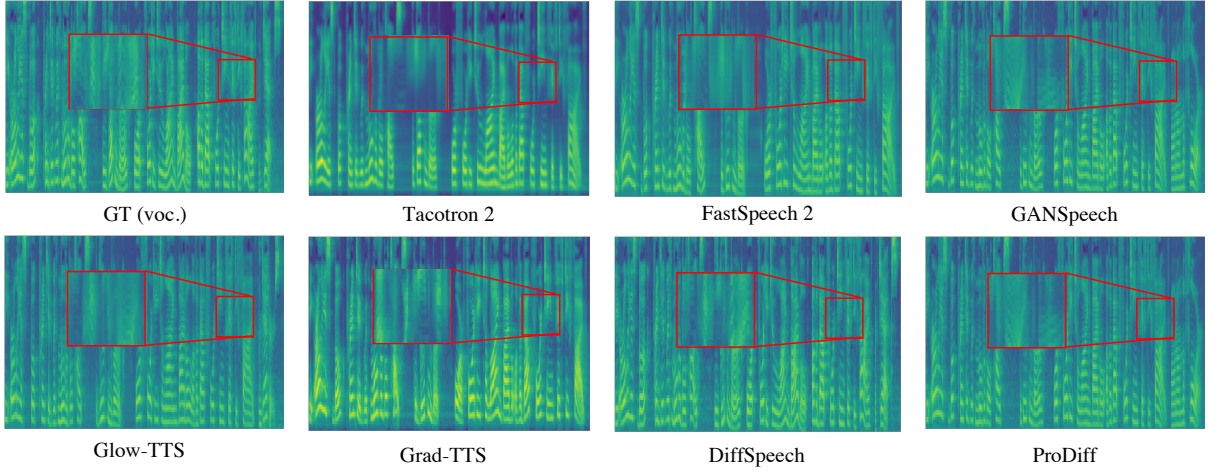 GT (voc.)
Tacotron 2
FastSpeech 2
GANSpeech
Glow-TTS
Grad-TTS
DiffSpeech
ProDiff